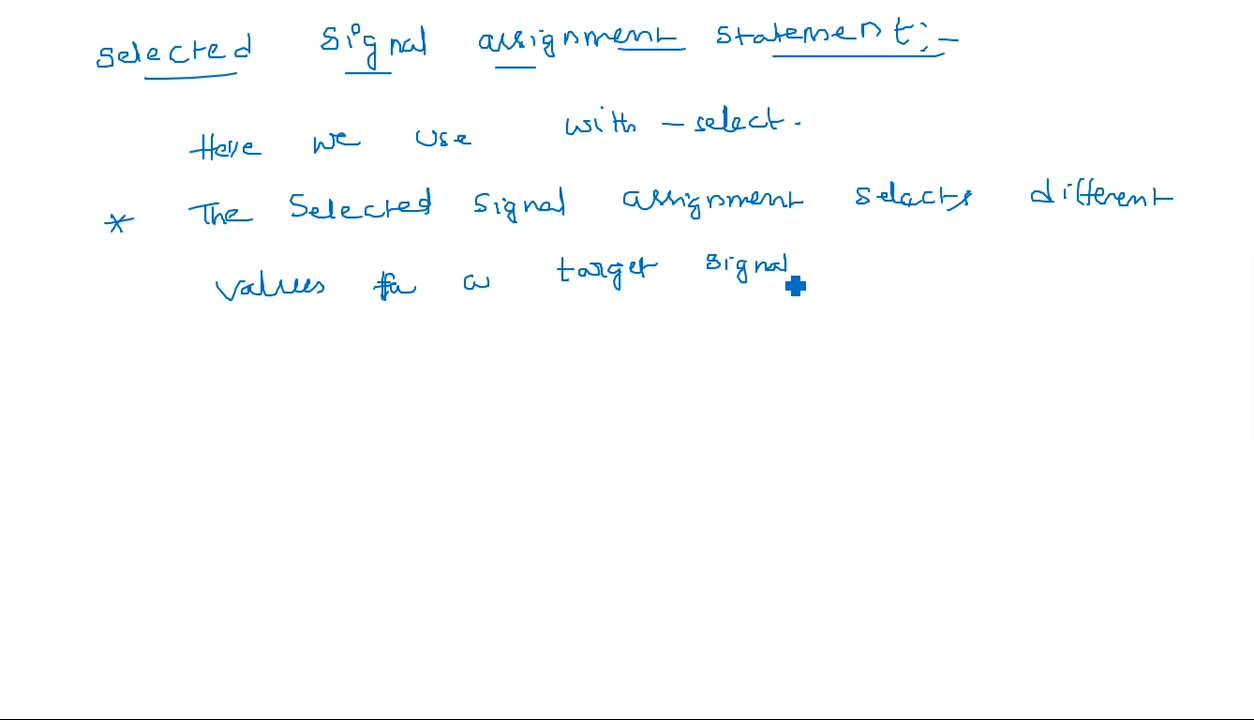 Selected Signal assignment Statement:-
Here we use with - select.
* The Selected Signal assignment selects different
values for a target signal